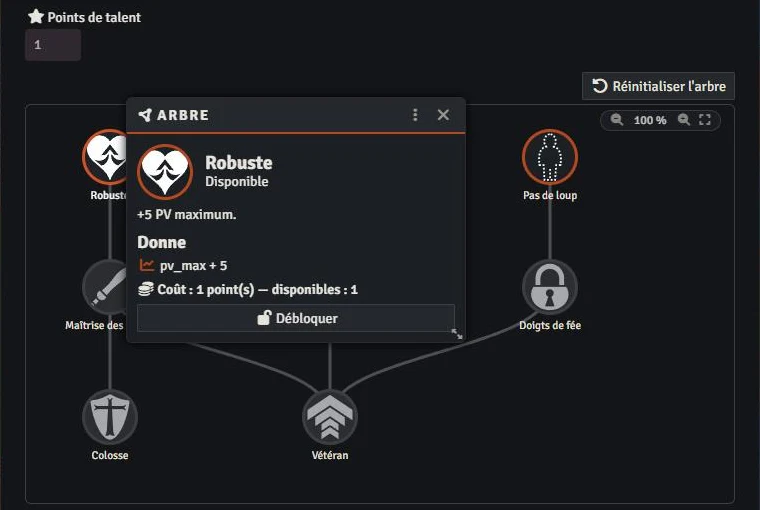 Points de talent
1
Réinitialiser l'arbre
100 %
ARBRE
Robuste
Disponible
+5 PV maximum.
Donne
pv_max + 5
Coût : 1 point(s) — disponibles : 1
Débloquer
Robuste
Pas de loup
Maîtrise des
Doigts de fée
Colosse
Vétéran